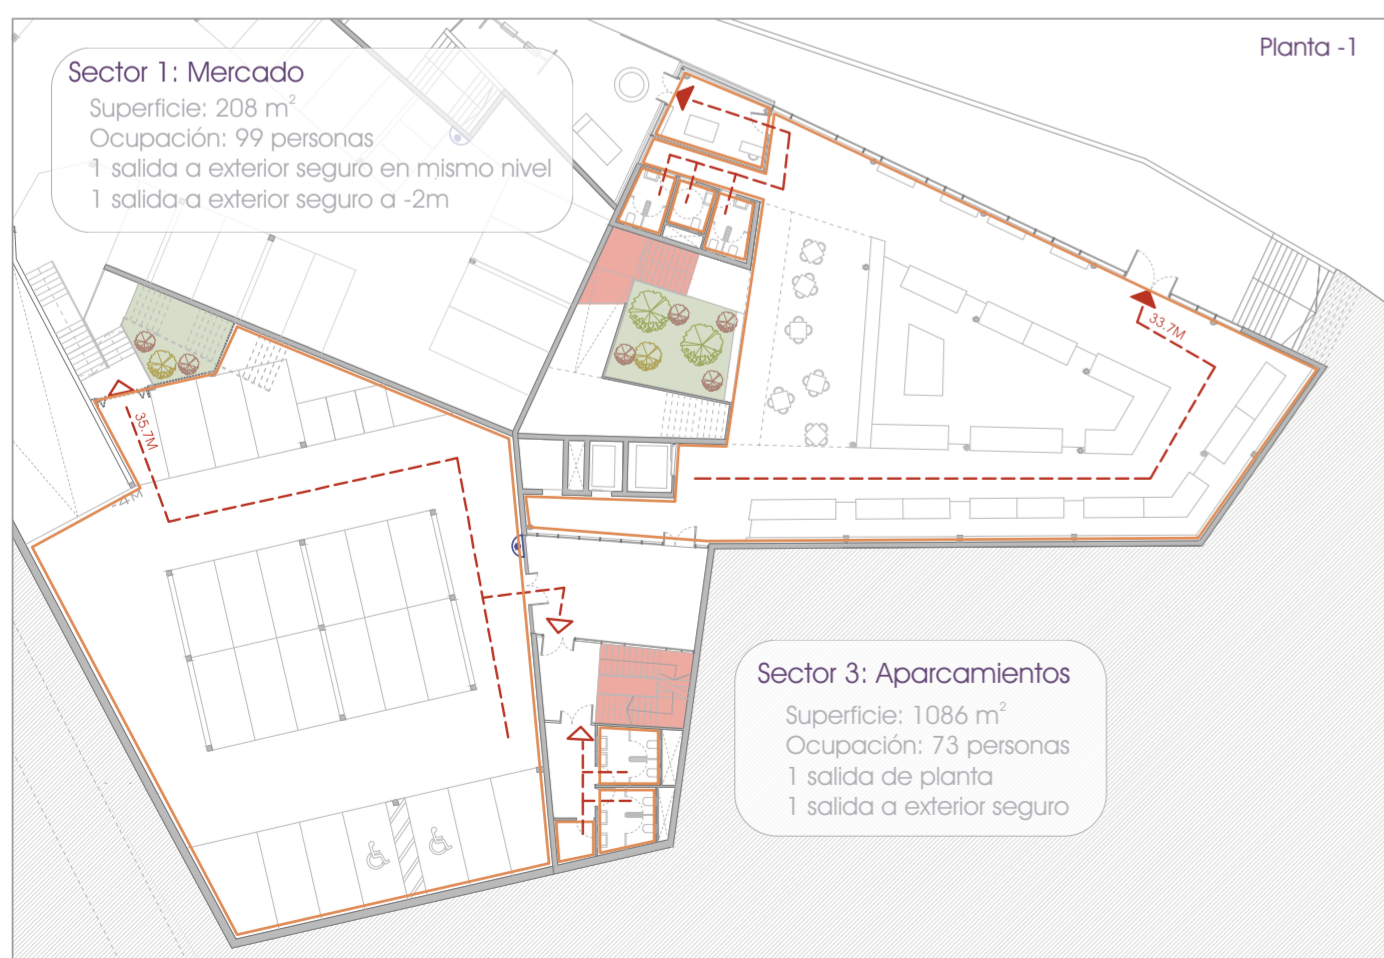 Planta -1
Sector 1: Mercado
Superficie: 208 m²
Ocupación: 99 personas
1 salida a exterior seguro en mismo nivel
1 salida a exterior seguro a -2m
33.7M
35.7M
-4M
Sector 3: Aparcamientos
Superficie: 1086 m²
Ocupación: 73 personas
1 salida de planta
1 salida a exterior seguro